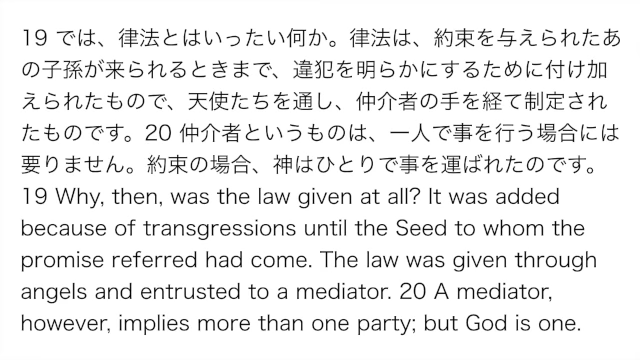 19 では、律法とはいったい何か。律法は、約束を与えられたあ
の子孫が来られるときまで、違犯を明らかにするために付け加
えられたもので、天使たちを通し、仲介者の手を経て制定され
たものです。20 仲介者というものは、一人で事を行う場合には
要りません。約束の場合、神はひとりで事を運ばれたのです。
19 Why, then, was the law given at all? It was added
because of transgressions until the Seed to whom the
promise referred had come. The law was given through
angels and entrusted to a mediator. 20 A mediator,
however, implies more than one party; but God is one.